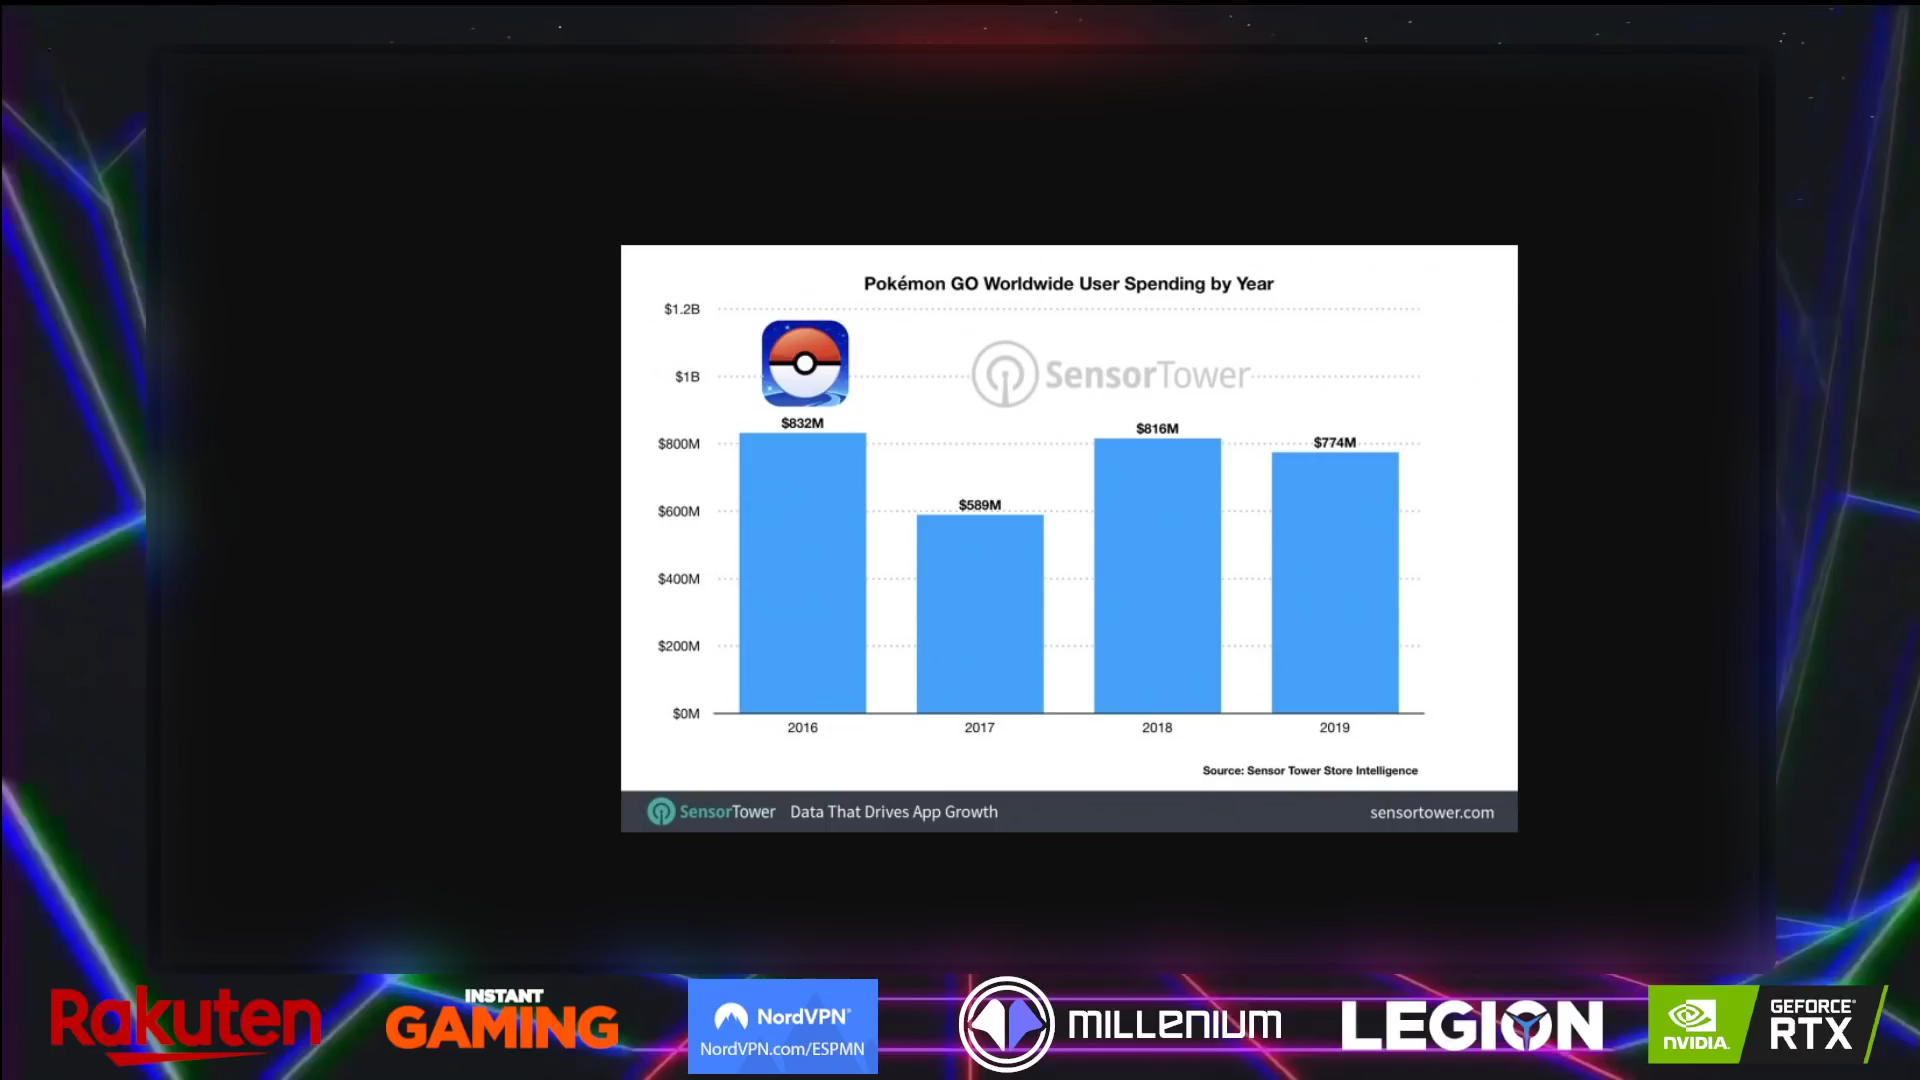 Pokémon GO Worldwide User Spending by Year
$1.2B
$1B
$800M
$600M
$400M
$200M
$0M
SensorTower
$832M
$589M
$816M
$774M
2016
2017
2018
2019
Source: Sensor Tower Store Intelligence
SensorTower Data That Drives App Growth
sensortower.com
Rakuten
INSTANT
GAMING
NordVPN®
NordVPN.com/ESPMN
MILLENIUM
LEGION
NVIDIA.
GEFORCE®
RTX